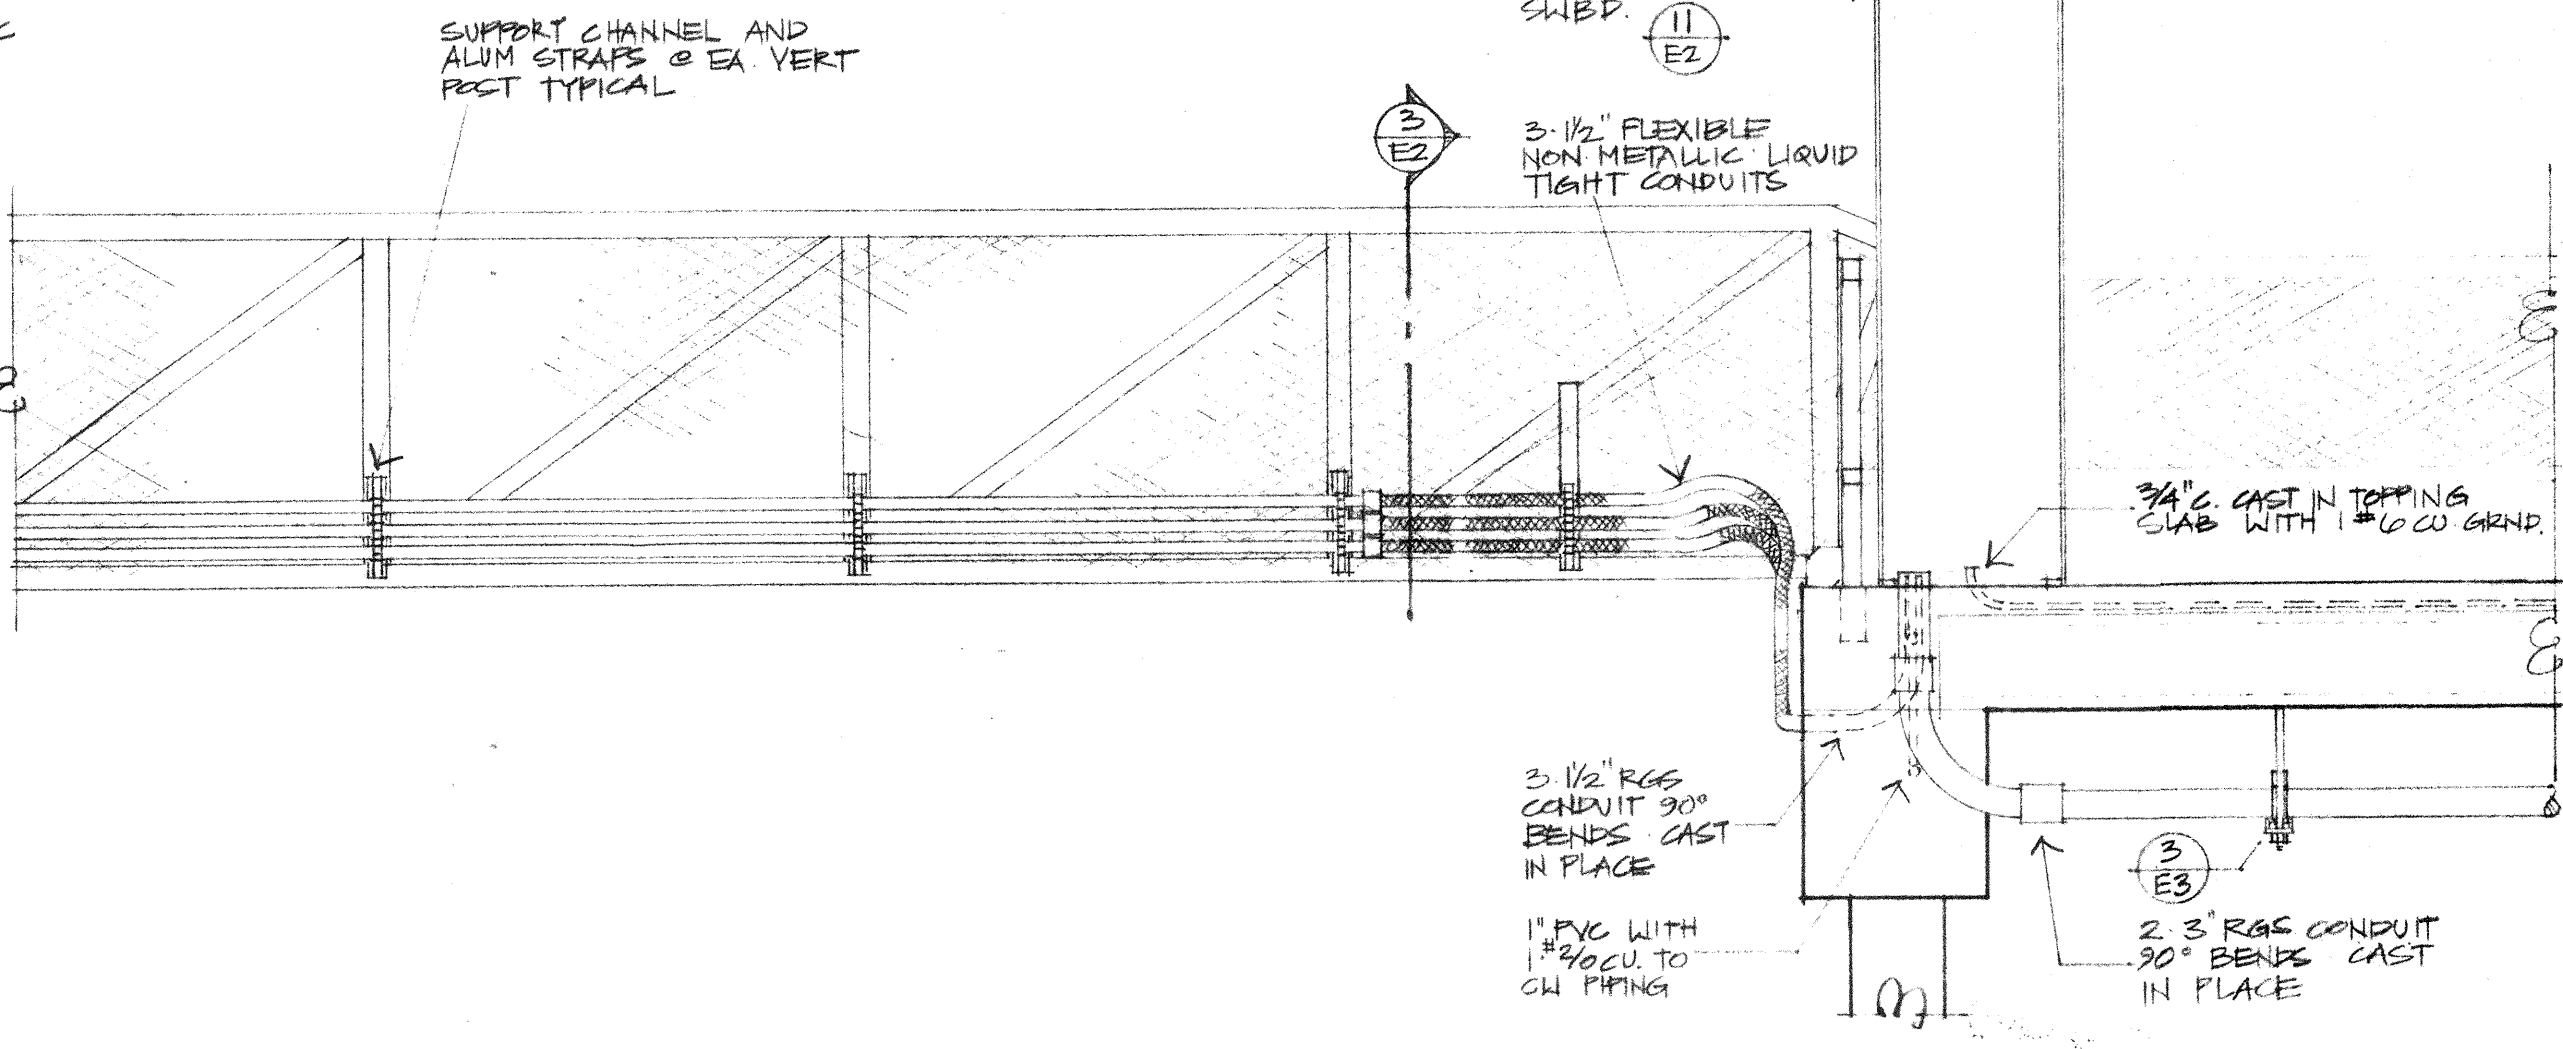 SUPPORT CHANNEL AND
ALUM STRAPS @ EA. VERT
POST TYPICAL
SWBD.
11
E2
3
E2
3-1/2" FLEXIBLE
NON METALLIC LIQUID
TIGHT CONDUITS
3/4" C. CAST IN TOPPING
SLAB WITH 1 #6 CU GRND.
3-1/2" RGS
CONDUIT 90°
BENDS CAST
IN PLACE
1" PVC WITH
1-#2/0 CU. TO
CW PIPING
3
E3
2-3" RGS CONDUIT
90° BENDS CAST
IN PLACE